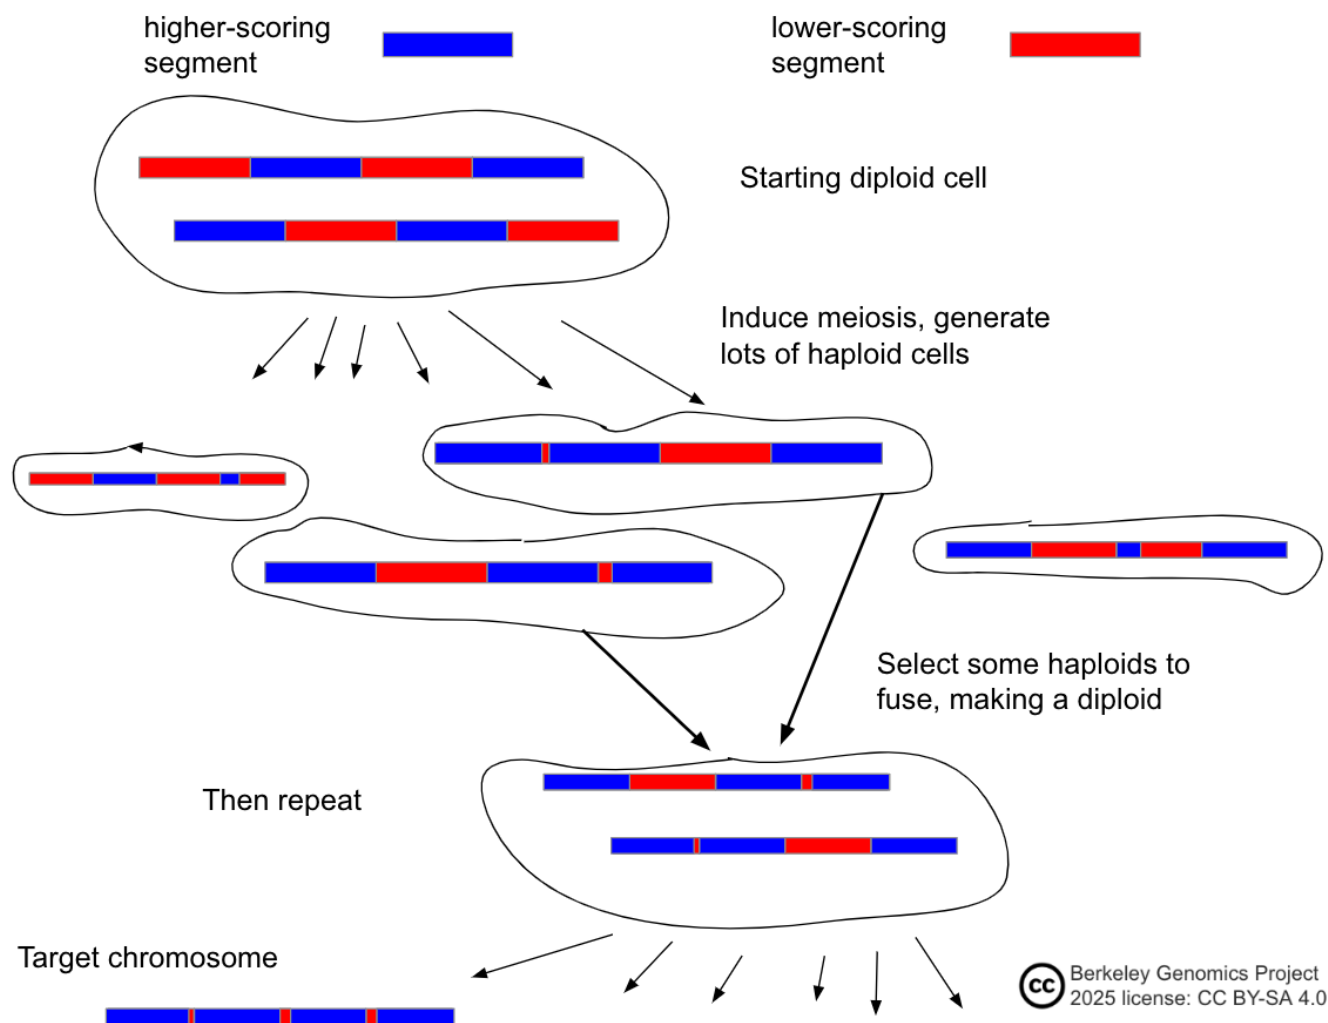 higher-scoring
segment
lower-scoring
segment
Starting diploid cell
Induce meiosis, generate
lots of haploid cells
Select some haploids to
fuse, making a diploid
Then repeat
Target chromosome
cc
Berkeley Genomics Project
2025 license: CC BY-SA 4.0